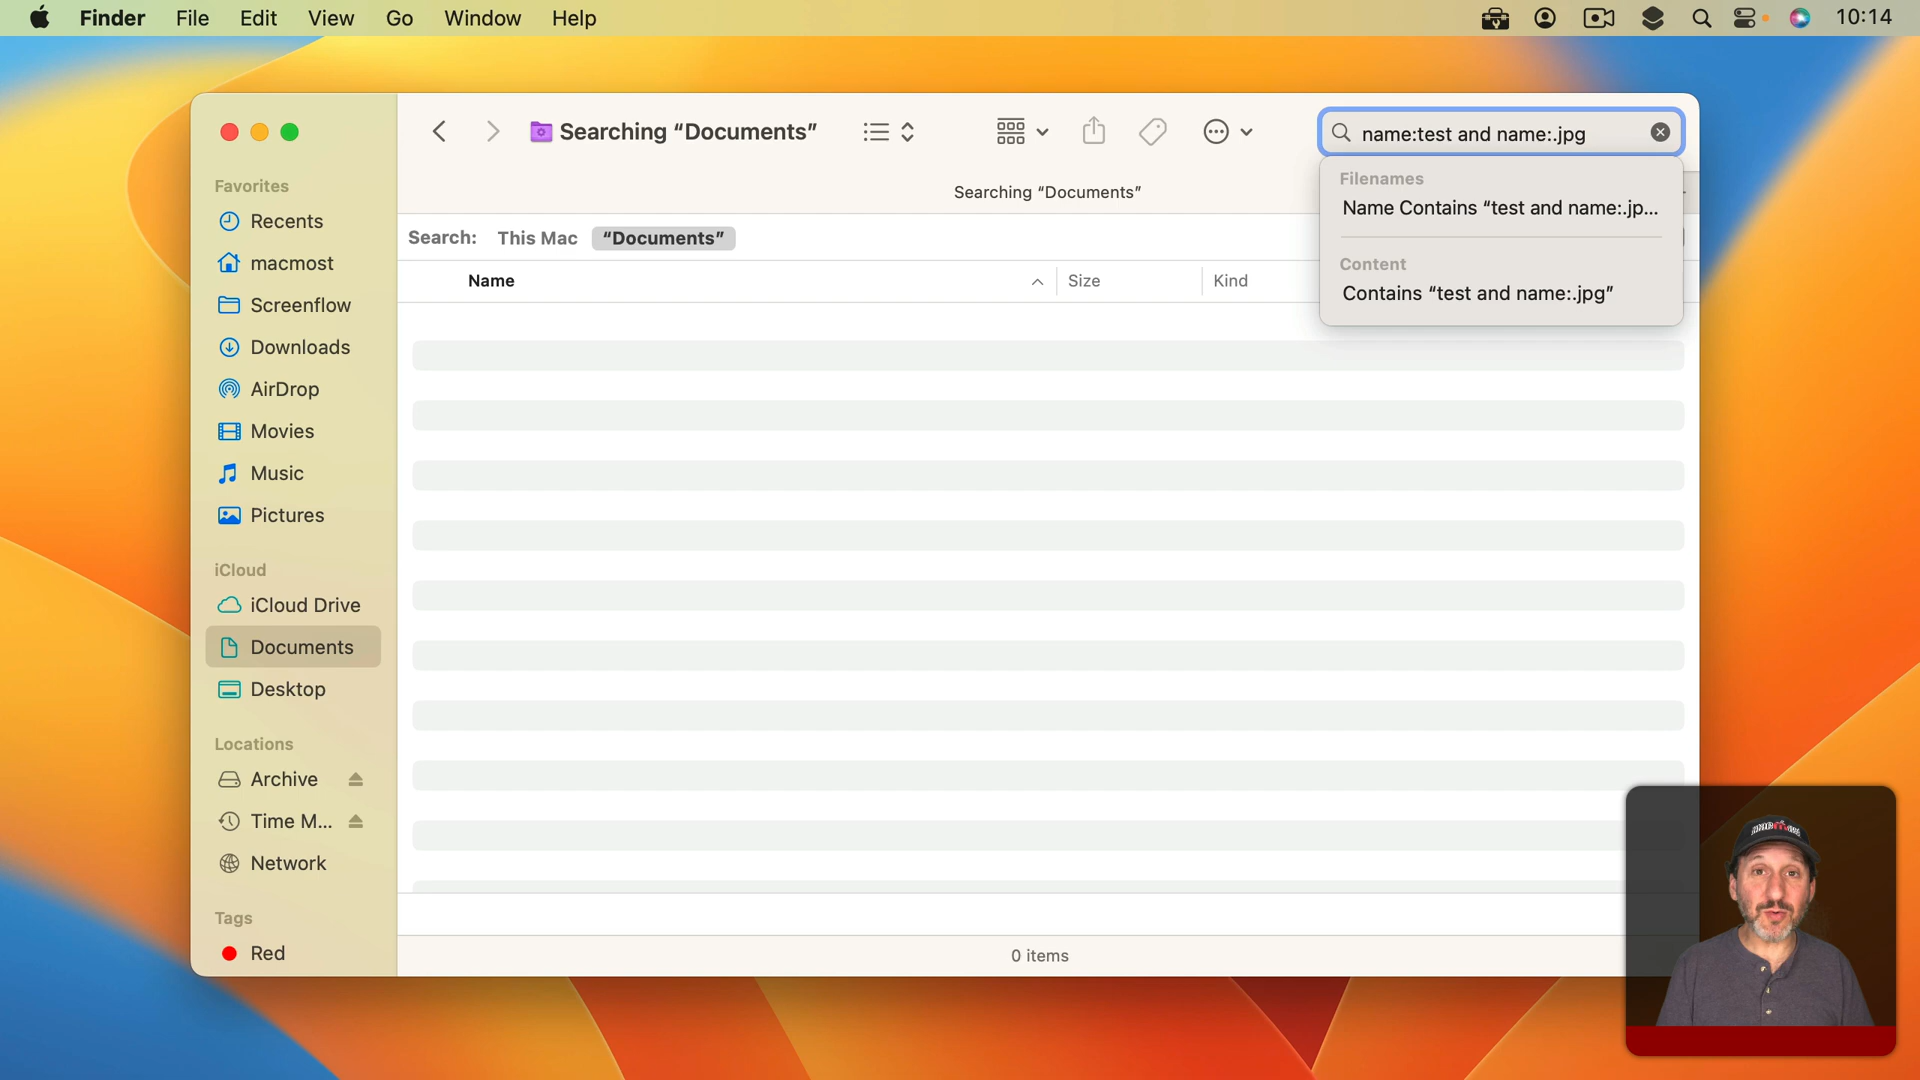 Finder File Edit View Go Window Help 10:14
Searching “Documents”
name:test and name:.jpg
Searching “Documents”
Filenames
Name Contains “test and name:.jp...
Content
Contains “test and name:.jpg”
Search: This Mac “Documents”
Name Size Kind
Favorites
Recents
macmost
Screenflow
Downloads
AirDrop
Movies
Music
Pictures
iCloud
iCloud Drive
Documents
Desktop
Locations
Archive
Time M...
Network
Tags
Red
0 items